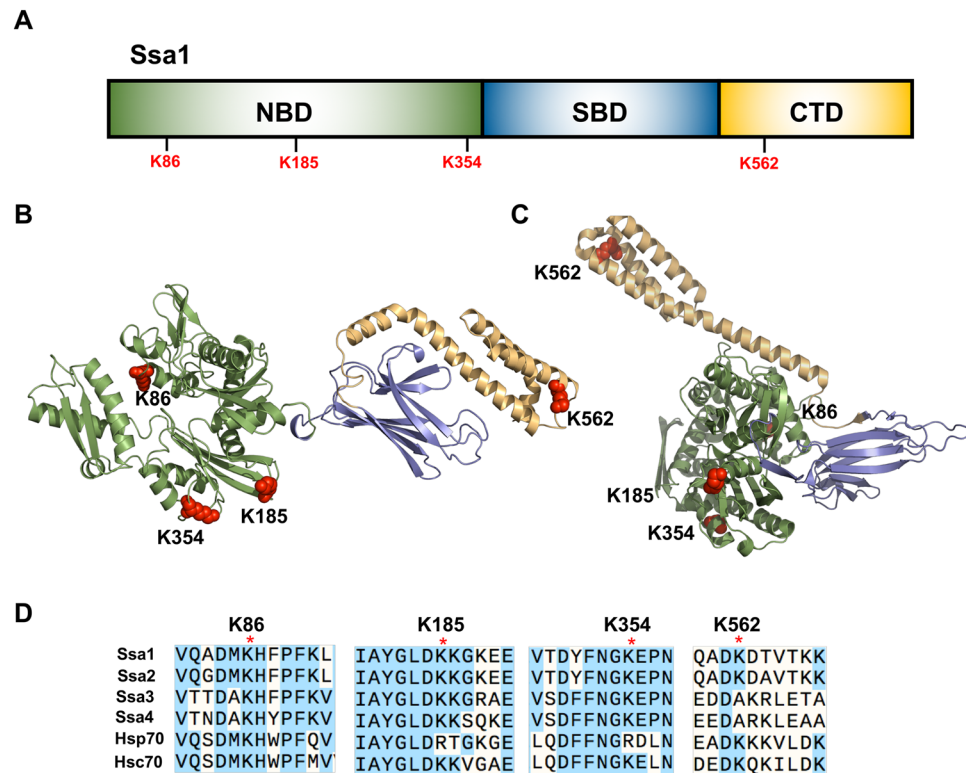 A
Ssa1
NBD SBD CTD
K86 K185 K354 K562
B
C
K86
K562
K354
K185
K562
K86
K185
K354
D
K86 K185 K354 K562
* * * *
Ssa1 VQADMKHFPFKL IAYGLDKKGKEE VTDYFNGKEPN QADKDTVTKK
Ssa2 VQGDMKHFPFKL IAYGLDKKGKEE VTDYFNGKEPN QADKDAVTKK
Ssa3 VTTDAKHFPFKV IAYGLDKKGRAE VSDFFNGKEPN EEDAKRLETA
Ssa4 VTNDAKHYPFKV IAYGLDKKSQKE VSDFFNGKEPN EDDARKLEAA
Hsp70 VQSDMKHWPFQV IAYGLDRTGKGE LQDFFNGRDLN EADKKKVLDK
Hsc70 VQSDMKHWPFMV IAYGLDKKVGAE LQDFFNGKELN DEDKQKILDK